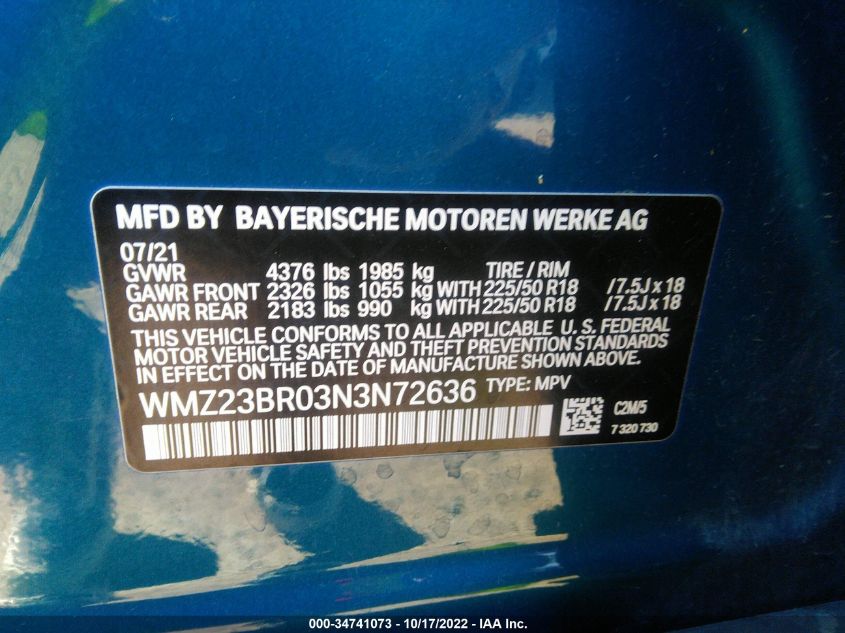 MFD BY BAYERISCHE MOTOREN WERKE AG
07/21
GVWR 4376 lbs 1985 kg TIRE / RIM
GAWR FRONT 2326 lbs 1055 kg WITH 225/50 R18 / 7.5J x 18
GAWR REAR 2183 lbs 990 kg WITH 225/50 R18 / 7.5J x 18
THIS VEHICLE CONFORMS TO ALL APPLICABLE U. S. FEDERAL
MOTOR VEHICLE SAFETY AND THEFT PREVENTION STANDARDS
IN EFFECT ON THE DATE OF MANUFACTURE SHOWN ABOVE.
WMZ23BR03N3N72636 TYPE: MPV
C2M/5
7 320 730
000-34741073 - 10/17/2022 - IAA Inc.